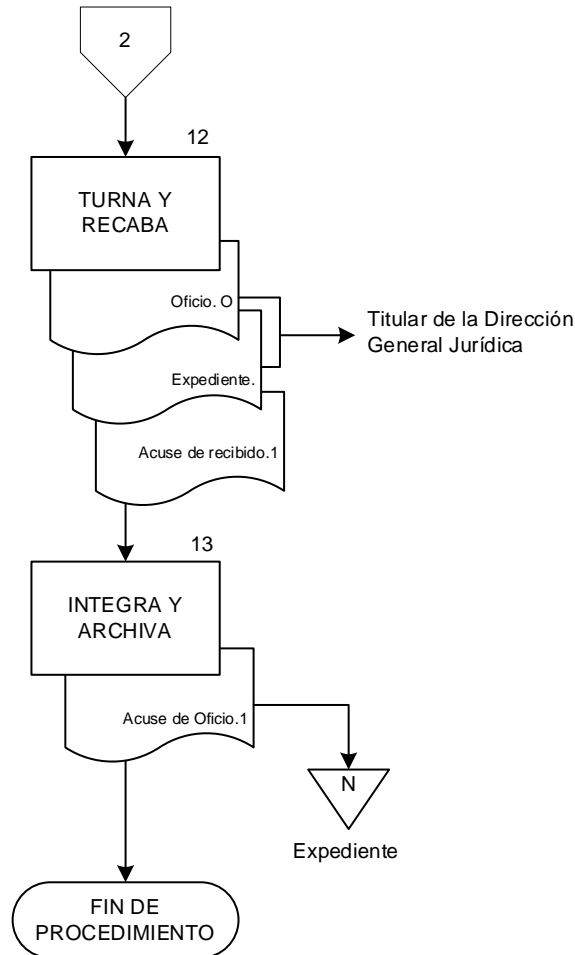 2
12
TURNA Y
RECABA
Oficio. O
Titular de la Dirección
General Jurídica
Expediente.
Acuse de recibido.1
13
INTEGRA Y
ARCHIVA
Acuse de Oficio.1
N
Expediente
FIN DE
PROCEDIMIENTO